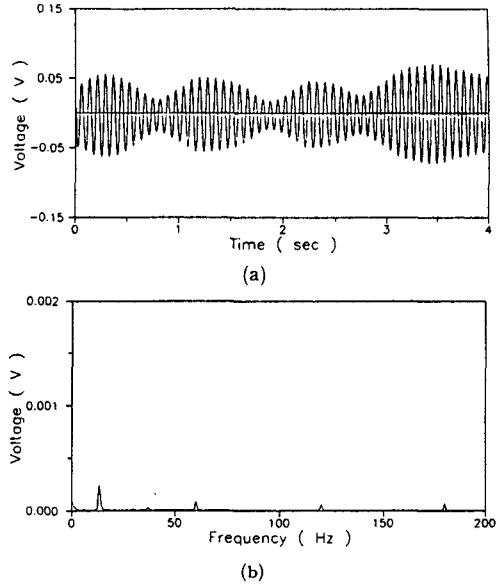 0.15
0.05
-0.05
-0.15
Voltage ( V )
0 1 2 3 4
Time ( sec )
(a)
0.002
0.001
0.000
Voltage ( V )
0 50 100 150 200
Frequency ( Hz )
(b)